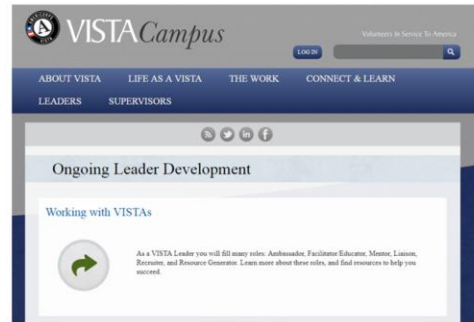 VISTACampus
Volunteers In Service To America
LOG IN
ABOUT VISTA LIFE AS A VISTA THE WORK CONNECT & LEARN
LEADERS SUPERVISORS
Ongoing Leader Development
Working with VISTAs
As a VISTA Leader you will fill many roles: Ambassador, Facilitator/Educator, Mentor, Liaison,
Recruiter, and Resource Generator. Learn more about these roles, and find resources to help you
succeed.